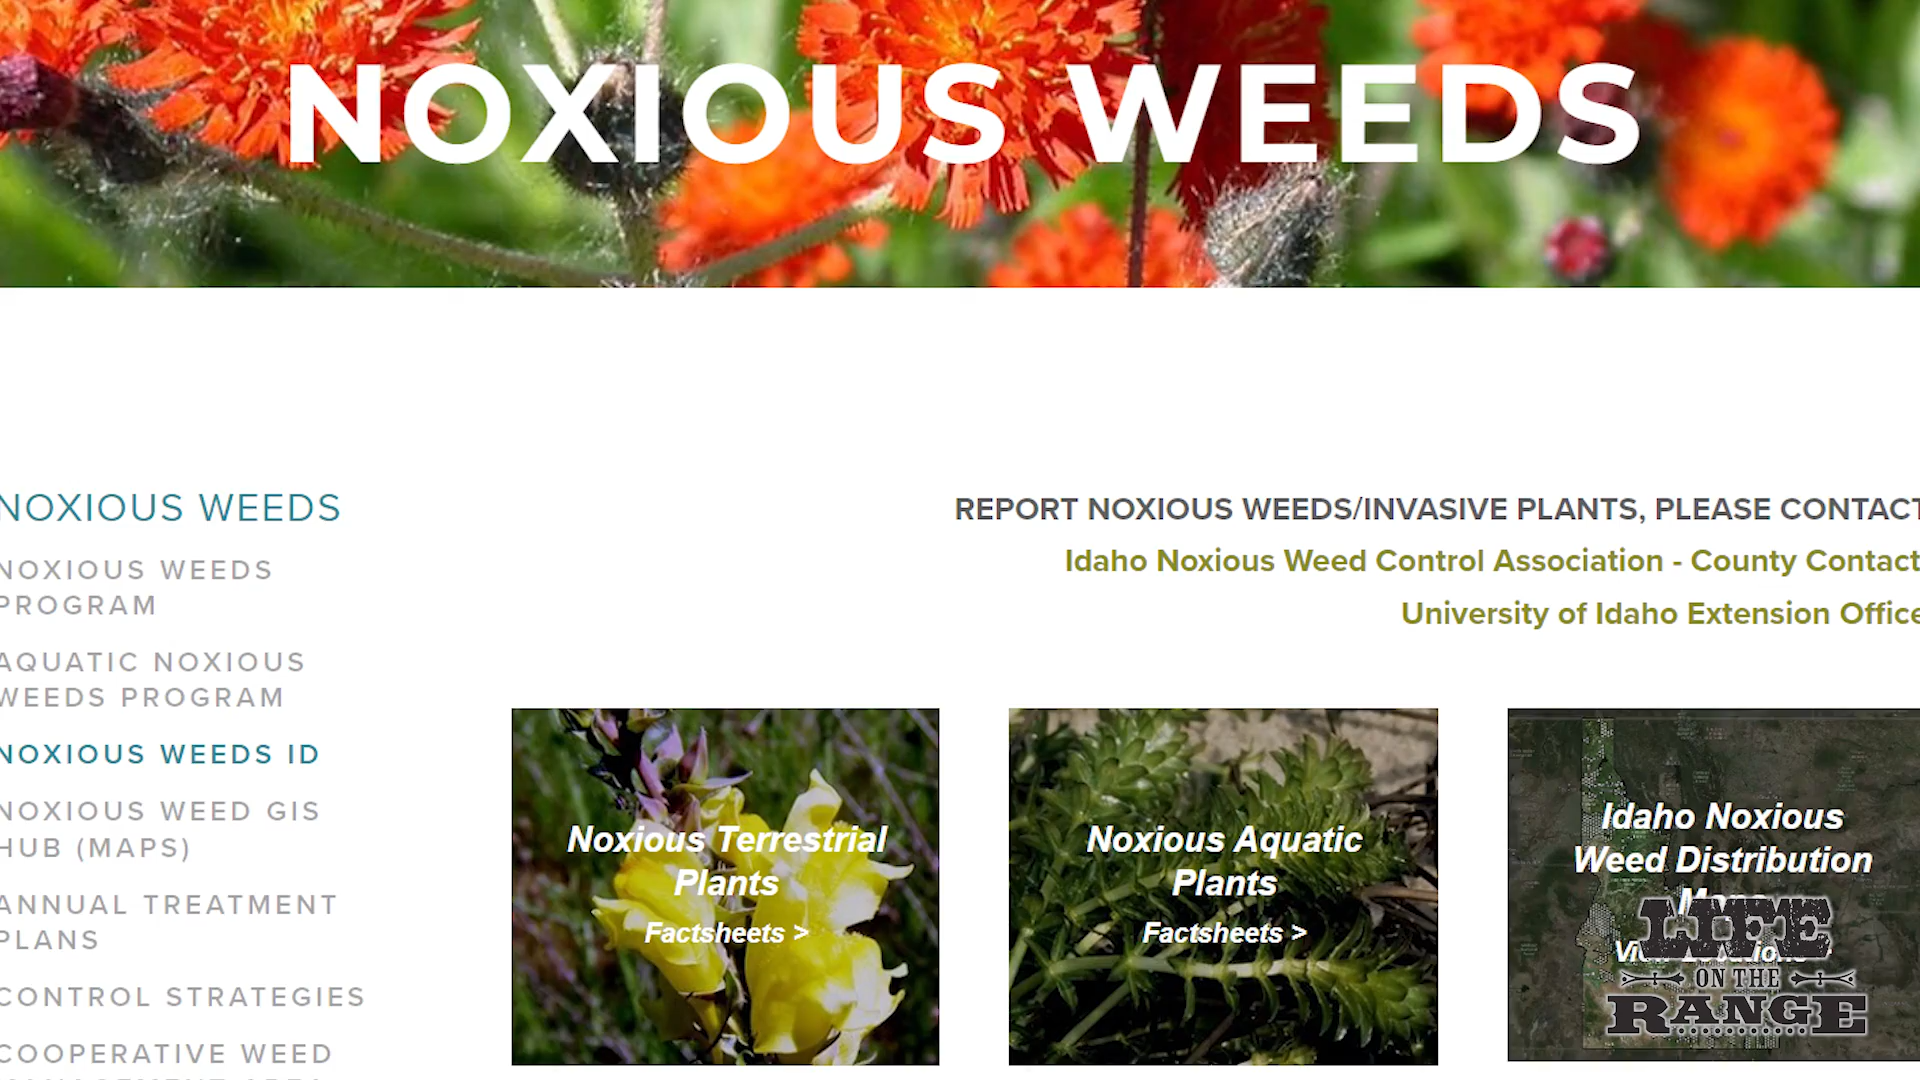 NOXIOUS WEEDS
NOXIOUS WEEDS
NOXIOUS WEEDS
PROGRAM
AQUATIC NOXIOUS
WEEDS PROGRAM
NOXIOUS WEEDS ID
NOXIOUS WEED GIS
HUB (MAPS)
ANNUAL TREATMENT
PLANS
CONTROL STRATEGIES
COOPERATIVE WEED
REPORT NOXIOUS WEEDS/INVASIVE PLANTS, PLEASE CONTACT
Idaho Noxious Weed Control Association - County Contact
University of Idaho Extension Office
Noxious Terrestrial
Plants
Factsheets >
Noxious Aquatic
Plants
Factsheets >
Idaho Noxious
Weed Distribution
LIFE
ON THE
RANGE